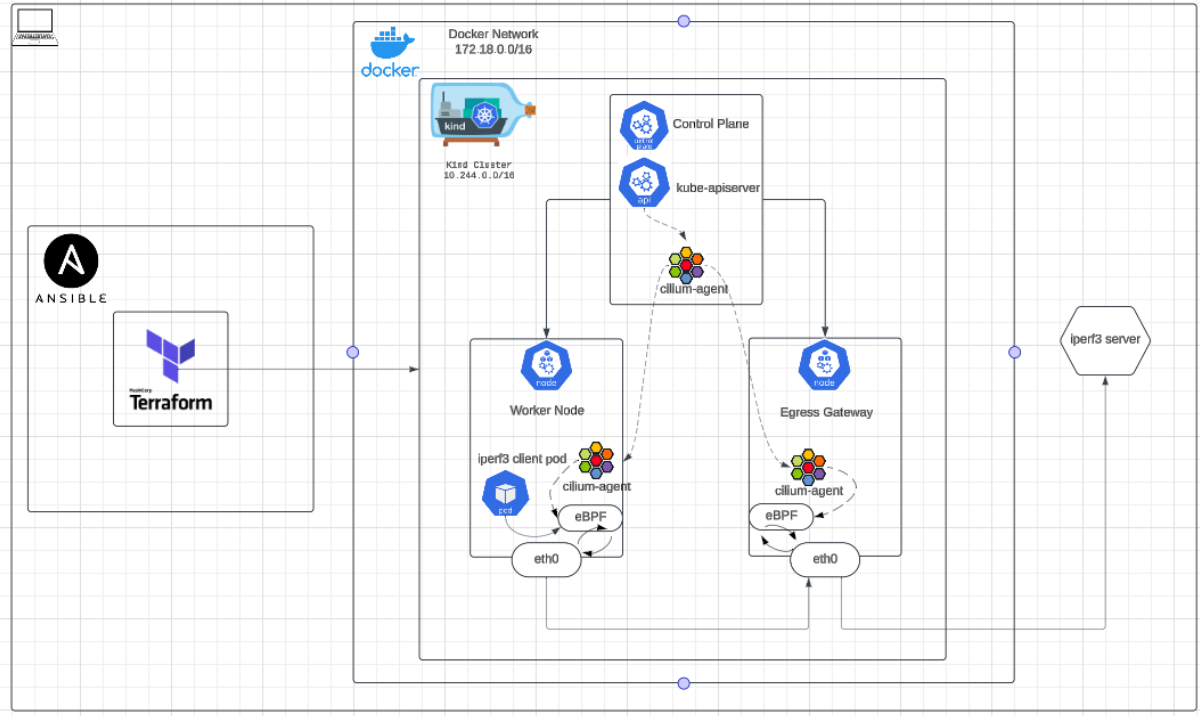 docker
Docker Network
172.18.0.0/16
kind
Kind Cluster
10.244.0.0/16
control
plane
Control Plane
api
kube-apiserver
cilium-agent
ANSIBLE
HashiCorp
Terraform
node
Worker Node
iperf3 client pod
cilium-agent
pod
eBPF
eth0
node
Egress Gateway
cilium-agent
eBPF
eth0
iperf3 server